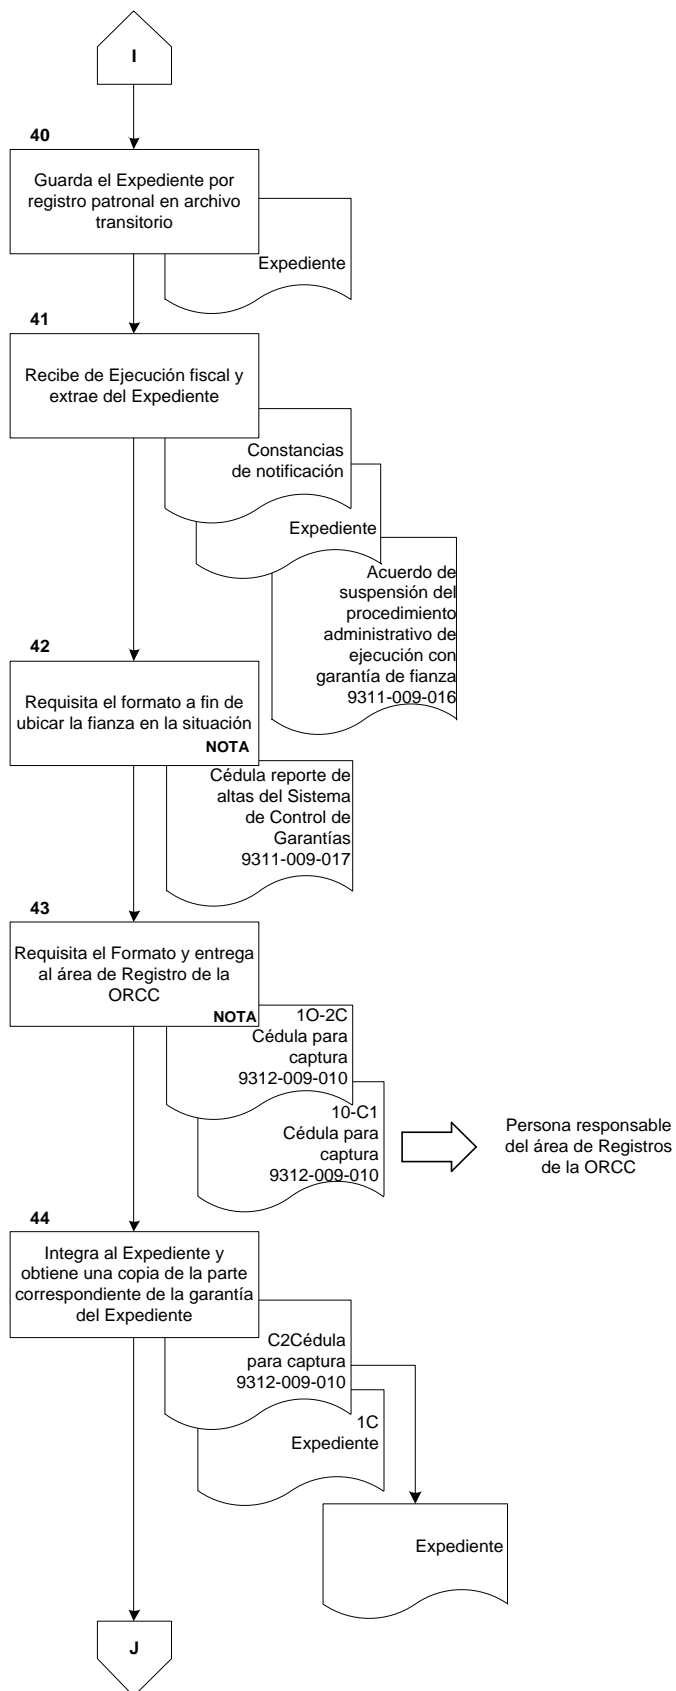 I
40
Guarda el Expediente por
registro patronal en archivo
transitorio
Expediente
41
Recibe de Ejecución fiscal y
extrae del Expediente
Constancias
de notificación
Expediente
Acuerdo de
suspensión del
procedimiento
administrativo de
ejecución con
garantía de fianza
9311-009-016
42
Requisita el formato a fin de
ubicar la fianza en la situación
NOTA
Cédula reporte de
altas del Sistema
de Control de
Garantías
9311-009-017
43
Requisita el Formato y entrega
al área de Registro de la
ORCC
NOTA
1O-2C
Cédula para
captura
9312-009-010
10-C1
Cédula para
captura
9312-009-010
Persona responsable
del área de Registros
de la ORCC
44
Integra al Expediente y
obtiene una copia de la parte
correspondiente de la garantía
del Expediente
C2Cédula
para captura
9312-009-010
1C
Expediente
Expediente
J